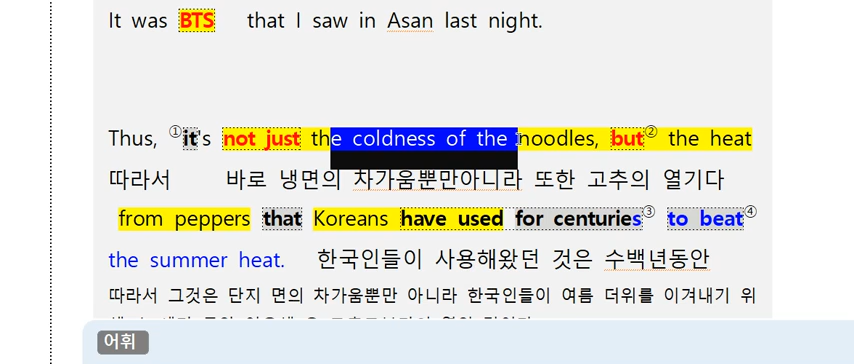 It was BTS that I saw in Asan last night.
Thus, ①it's not just the coldness of the noodles, but② the heat
따라서 바로 냉면의 차가움뿐만아니라 또한 고추의 열기다
from peppers that Koreans have used for centuries③ to beat④
the summer heat. 한국인들이 사용해왔던 것은 수백년동안
따라서 그것은 단지 면의 차가움뿐만 아니라 한국인들이 여름 더위를 이겨내기 위
어휘